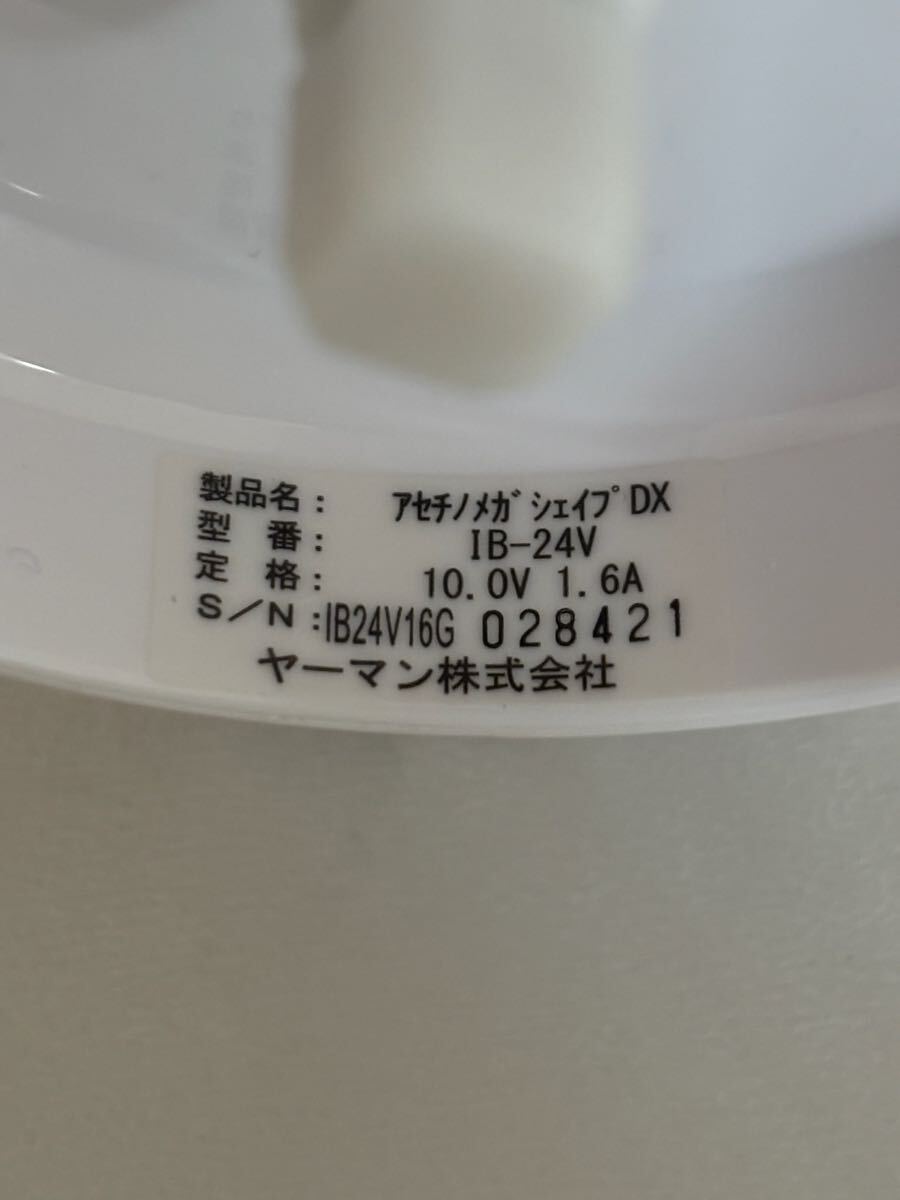 製品名： ｱｾﾁﾉﾒｶﾞｼｪｲﾌﾟDX
型　番： IB-24V
定　格： 10.0V 1.6A
S／N：IB24V16G 028421
ヤーマン株式会社